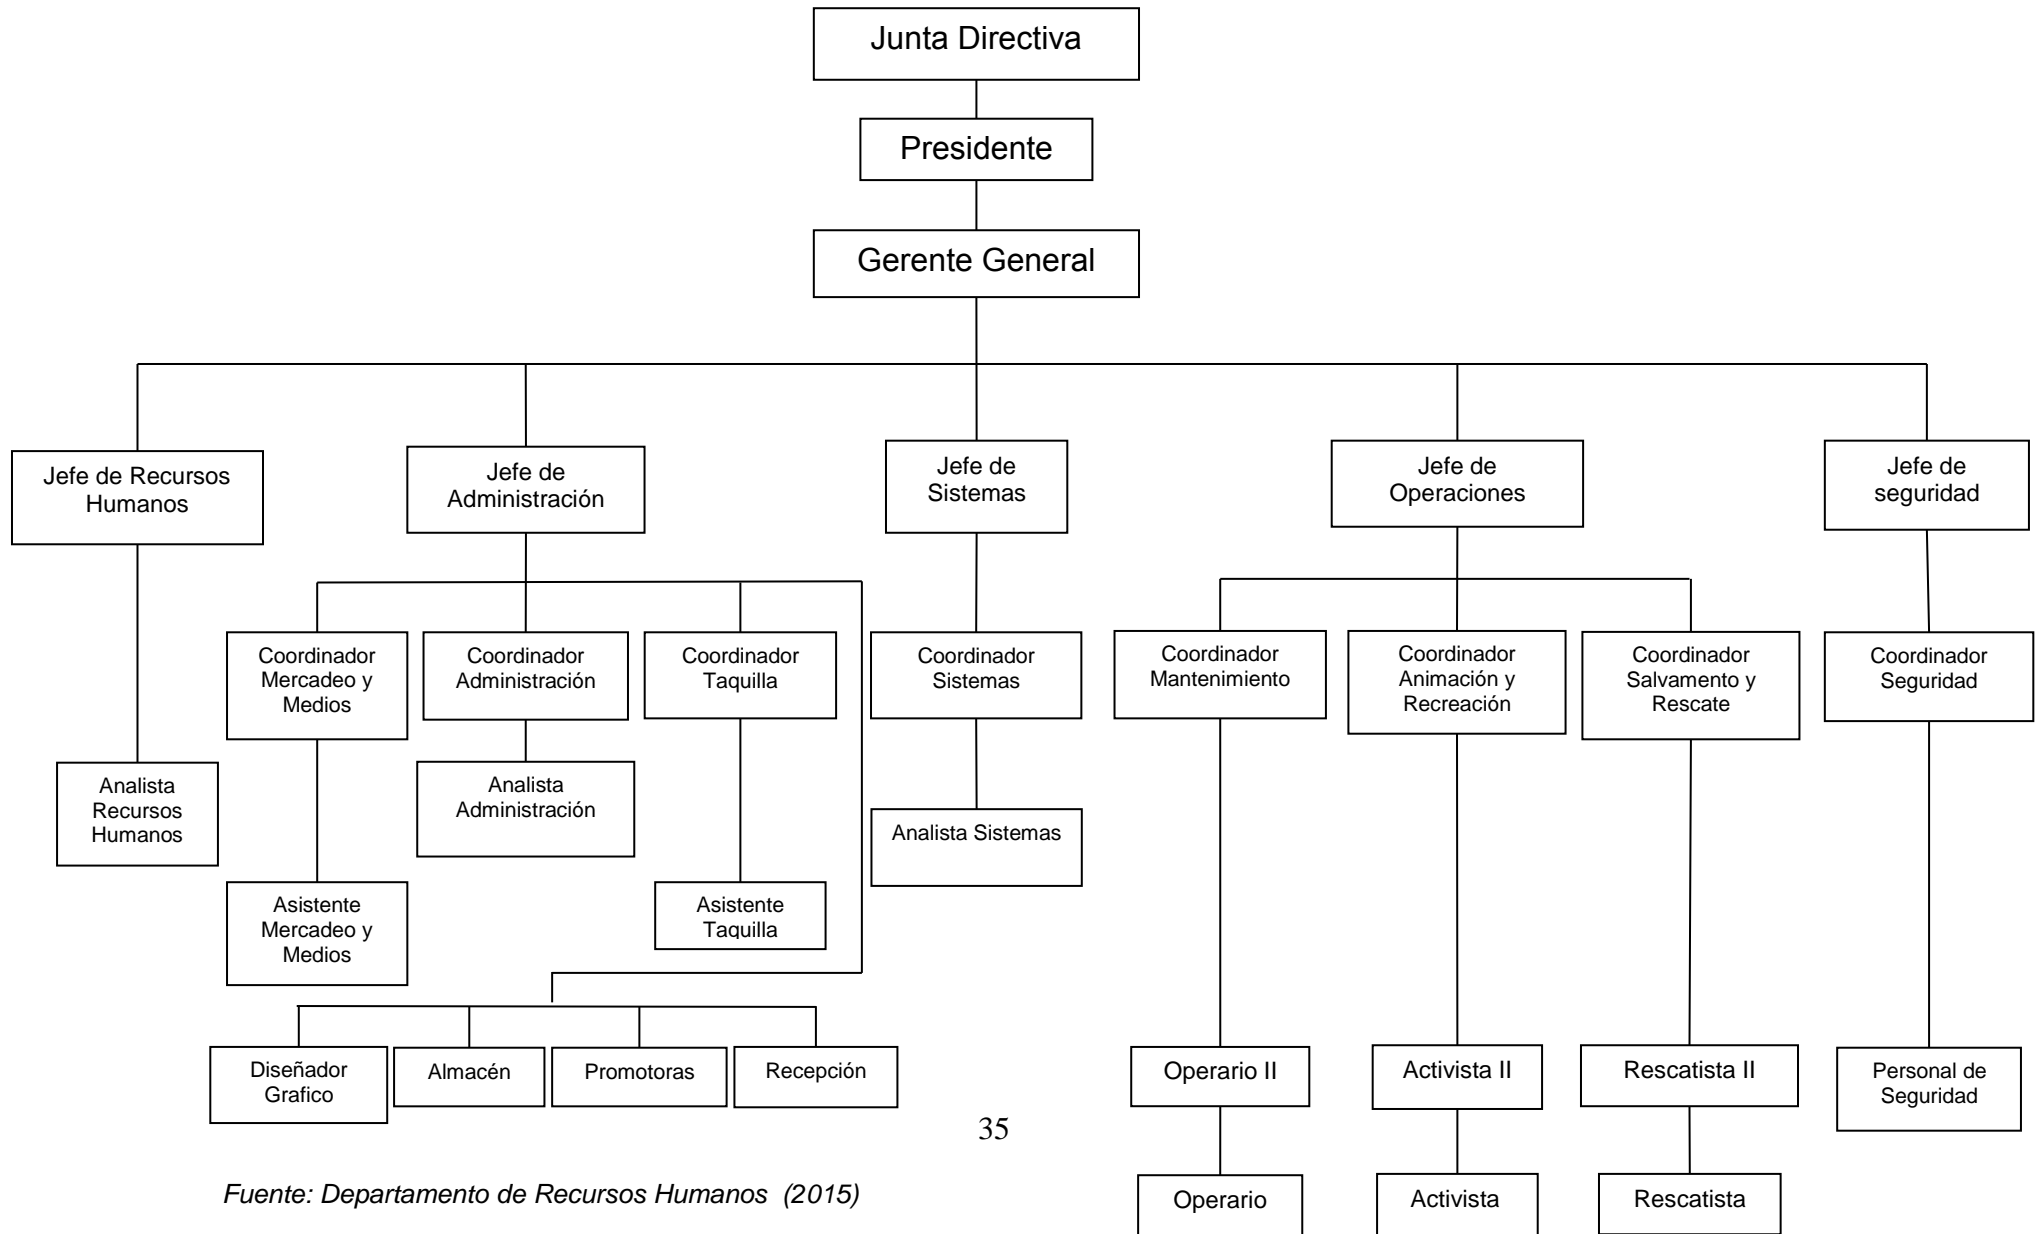 Junta Directiva
Presidente
Gerente General
Jefe de Recursos
Humanos
Jefe de
Administración
Jefe de
Sistemas
Jefe de
Operaciones
Jefe de
seguridad
Coordinador
Mercadeo y
Medios
Coordinador
Administración
Coordinador
Taquilla
Coordinador
Sistemas
Coordinador
Mantenimiento
Coordinador
Animación y
Recreación
Coordinador
Salvamento y
Rescate
Coordinador
Seguridad
Analista
Recursos
Humanos
Analista
Administración
Analista Sistemas
Asistente
Mercadeo y
Medios
Asistente
Taquilla
Diseñador
Grafico
Almacén
Promotoras
Recepción
Operario II
Activista II
Rescatista II
Personal de
Seguridad
35
Operario
Activista
Rescatista
Fuente: Departamento de Recursos Humanos  (2015)